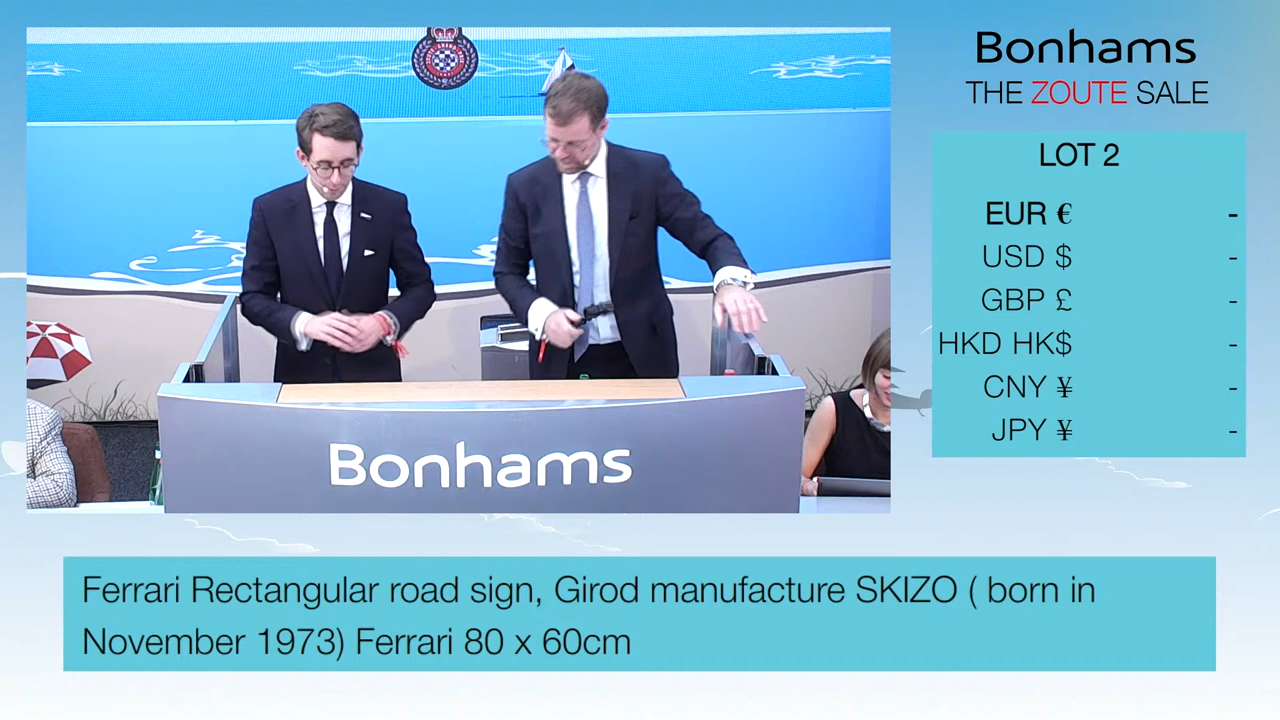 Bonhams
THE ZOUTE SALE
LOT 2
EUR € -
USD $ -
GBP £ -
HKD HK$ -
CNY ¥ -
JPY ¥ -
Bonhams
Ferrari Rectangular road sign, Girod manufacture SKIZO ( born in
November 1973) Ferrari 80 x 60cm